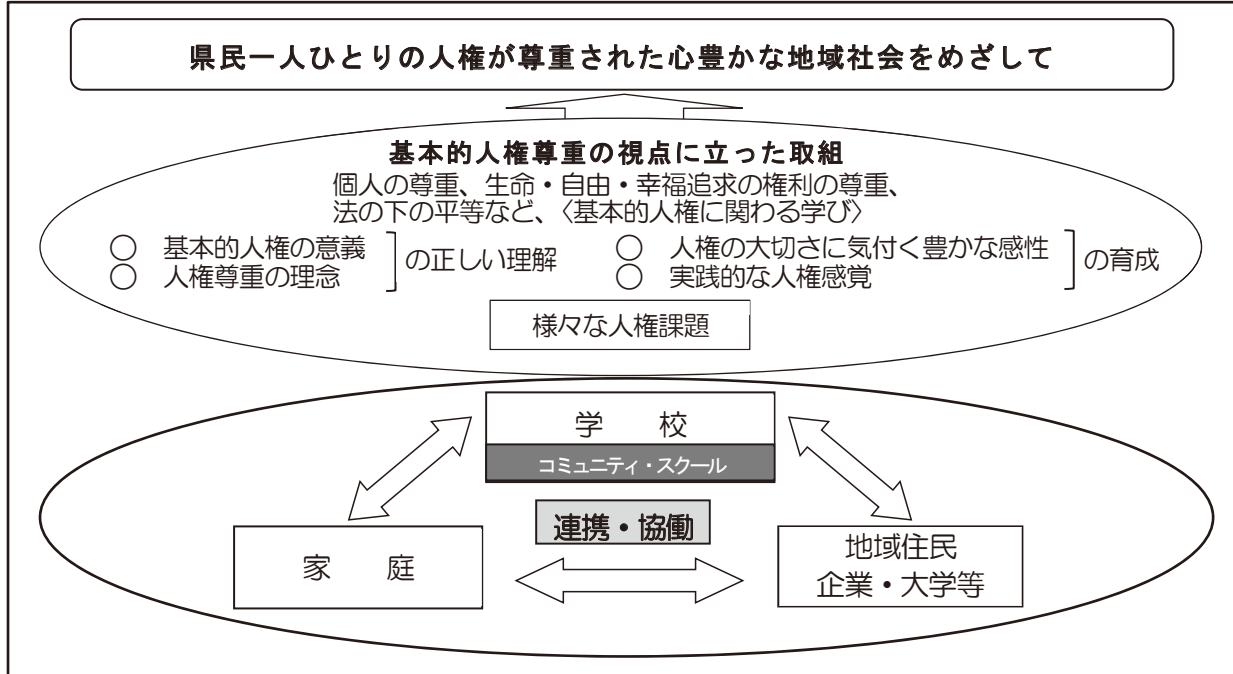 県民一人ひとりの人権が尊重された心豊かな地域社会をめざして
基本的人権尊重の視点に立った取組
個人の尊重、生命・自由・幸福追求の権利の尊重、
法の下の平等など、〈基本的人権に関わる学び〉
○ 基本的人権の意義
○ 人権尊重の理念
の正しい理解
○ 人権の大切さに気付く豊かな感性
○ 実践的な人権感覚
の育成
様々な人権課題
学 校
コミュニティ・スクール
連携・協働
家 庭
地域住民
企業・大学等